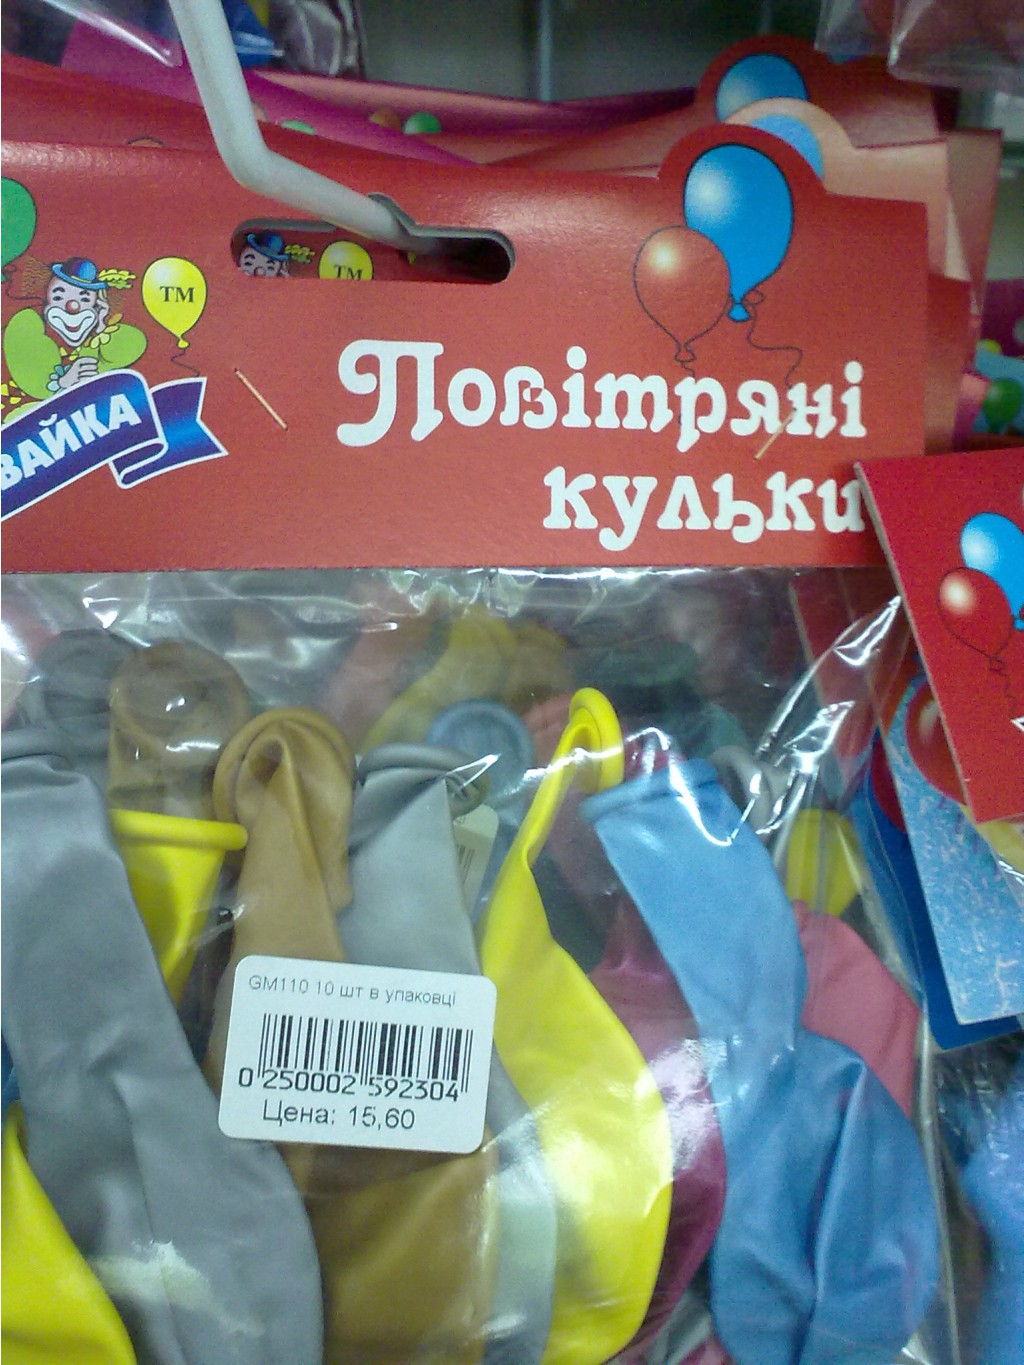 TM
TM
ВАЙКА
Повітряні
кульки
GM110 10 шт в упаковці
0 250002 592304
Цена: 15,60